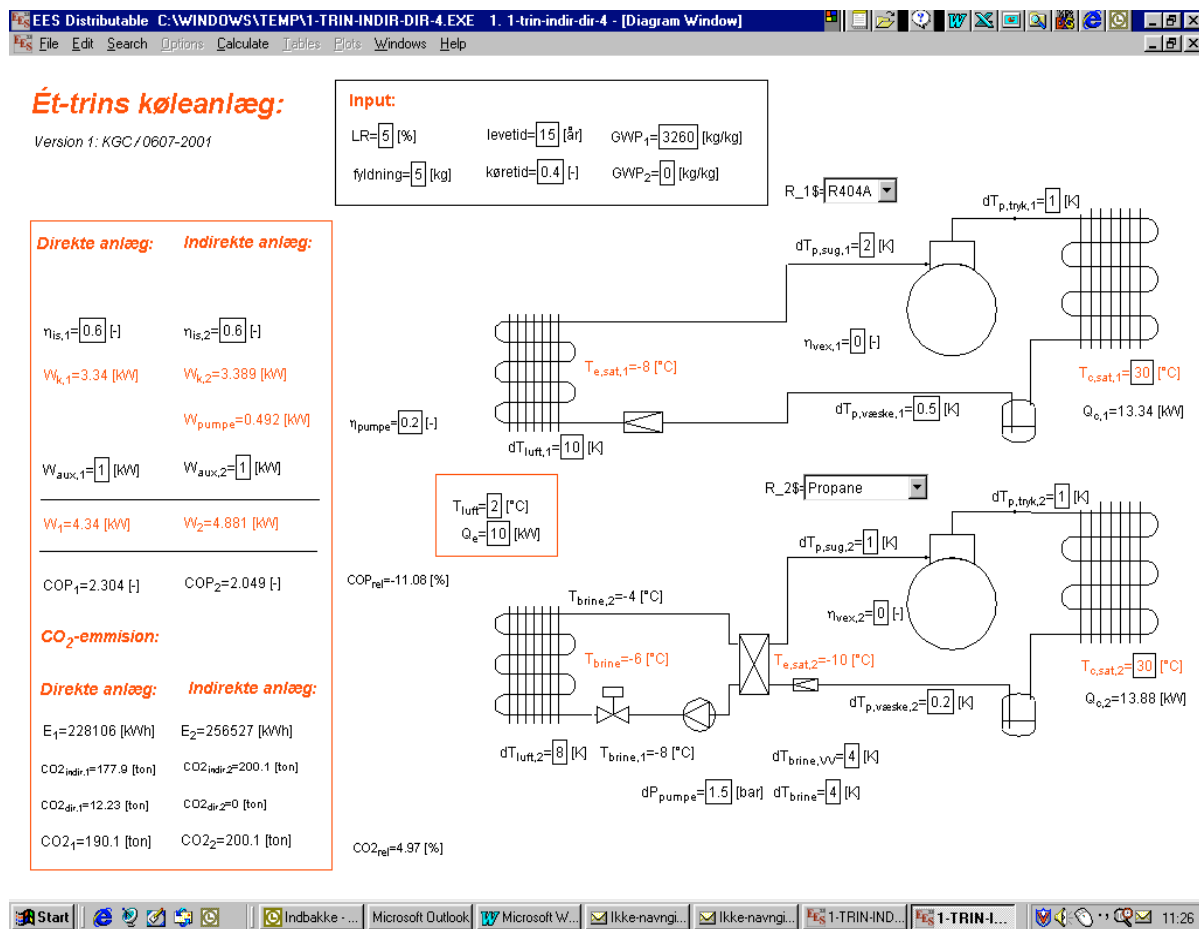 EES Distributable C:\WINDOWS\TEMP\1-TRIN-INDIR-DIR-4.EXE 1. 1-trin-indir-dir-4 - [Diagram Window]
File Edit Search Options Calculate Tables Plots Windows Help
Ét-trins køleanlæg:
Version 1: KGC / 0607-2001
Input:
LR=5 [%] levetid=15 [år] GWP1=3260 [kg/kg]
fyldning=5 [kg] køretid=0.4 [-] GWP2=0 [kg/kg]
R_1$= R404A
dTp,tryk,1=1 [K]
dTp,sug,1=2 [K]
ηvex,1=0 [-]
Te,sat,1=-8 [°C]
Tc,sat,1=30 [°C]
dTp,væske,1=0.5 [K]
Qc,1=13.34 [kW]
dTluft,1=10 [K]
Direkte anlæg: Indirekte anlæg:
ηis,1=0.6 [-] ηis,2=0.6 [-]
Wk,1=3.34 [kW] Wk,2=3.389 [kW]
Wpumpe=0.492 [kW] ηpumpe=0.2 [-]
Waux,1=1 [kW] Waux,2=1 [kW]
W1=4.34 [kW] W2=4.881 [kW]
COP1=2.304 [-] COP2=2.049 [-] COPrel=-11.08 [%]
CO2-emmision:
Direkte anlæg: Indirekte anlæg:
E1=228106 [kWh] E2=256527 [kWh]
CO2indir,1=177.9 [ton] CO2indir,2=200.1 [ton]
CO2dir,1=12.23 [ton] CO2dir,2=0 [ton]
CO21=190.1 [ton] CO22=200.1 [ton] CO2rel=4.97 [%]
Tluft=2 [°C]
Qe=10 [kW]
R_2$= Propane
dTp,tryk,2=1 [K]
dTp,sug,2=1 [K]
Tbrine,2=-4 [°C]
ηvex,2=0 [-]
Tbrine=-6 [°C] Te,sat,2=-10 [°C] Tc,sat,2=30 [°C]
dTp,væske,2=0.2 [K] Qc,2=13.88 [kW]
dTluft,2=8 [K] Tbrine,1=-8 [°C] dTbrine,VV=4 [K]
dPpumpe=1.5 [bar] dTbrine=4 [K]
Start Indbakke - ... Microsoft Outlook Microsoft W... Ikke-navngi... Ikke-navngi... 1-TRIN-IND... 1-TRIN-I... 11:26